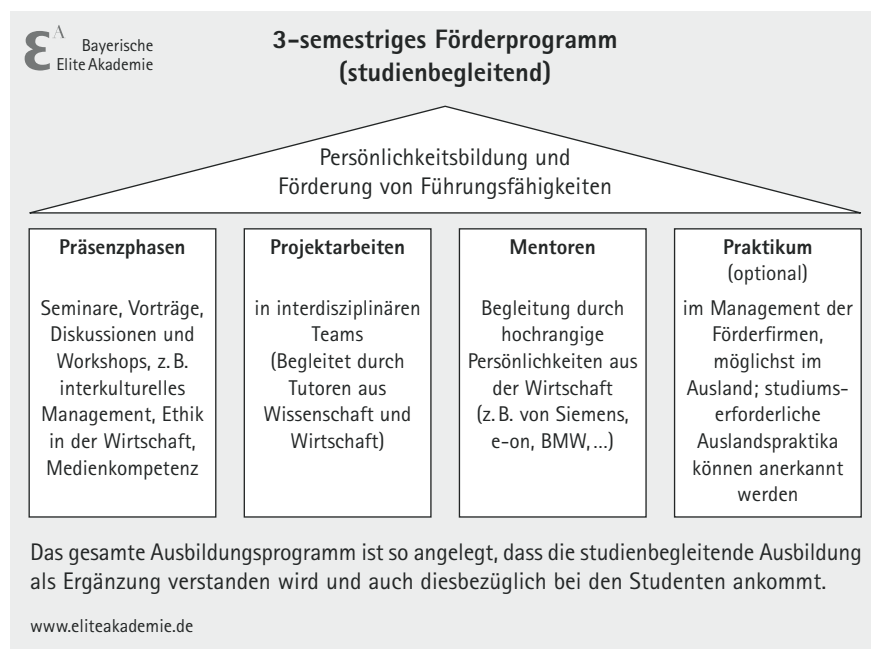 εA Bayerische
Elite Akademie
3-semestriges Förderprogramm
(studienbegleitend)
Persönlichkeitsbildung und
Förderung von Führungsfähigkeiten
Präsenzphasen
Seminare, Vorträge,
Diskussionen und
Workshops, z. B.
interkulturelles
Management, Ethik
in der Wirtschaft,
Medienkompetenz
Projektarbeiten
in interdisziplinären
Teams
(Begleitet durch
Tutoren aus
Wissenschaft und
Wirtschaft)
Mentoren
Begleitung durch
hochrangige
Persönlichkeiten aus
der Wirtschaft
(z. B. von Siemens,
e-on, BMW, ...)
Praktikum
(optional)
im Management der
Förderfirmen,
möglichst im
Ausland; studiums-
erforderliche
Auslandspraktika
können anerkannt
werden
Das gesamte Ausbildungsprogramm ist so angelegt, dass die studienbegleitende Ausbildung
als Ergänzung verstanden wird und auch diesbezüglich bei den Studenten ankommt.
www.eliteakademie.de